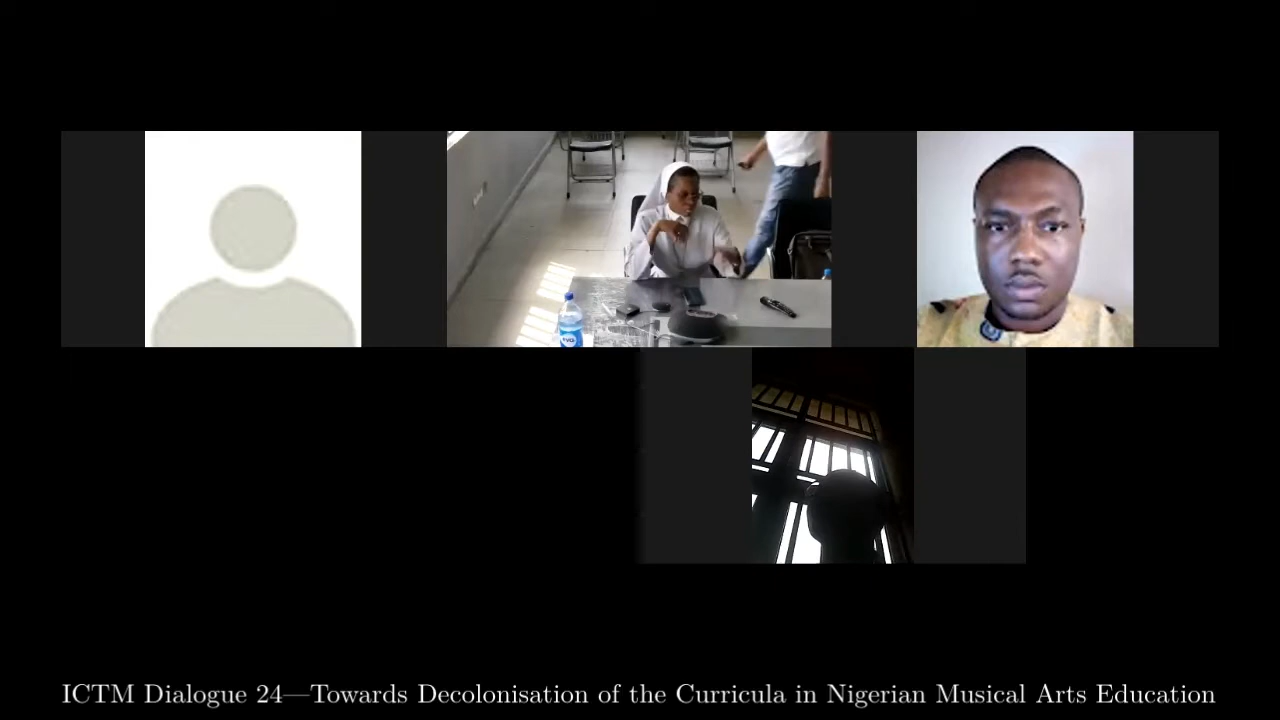 ICTM Dialogue 24—Towards Decolonisation of the Curricula in Nigerian Musical Arts Education